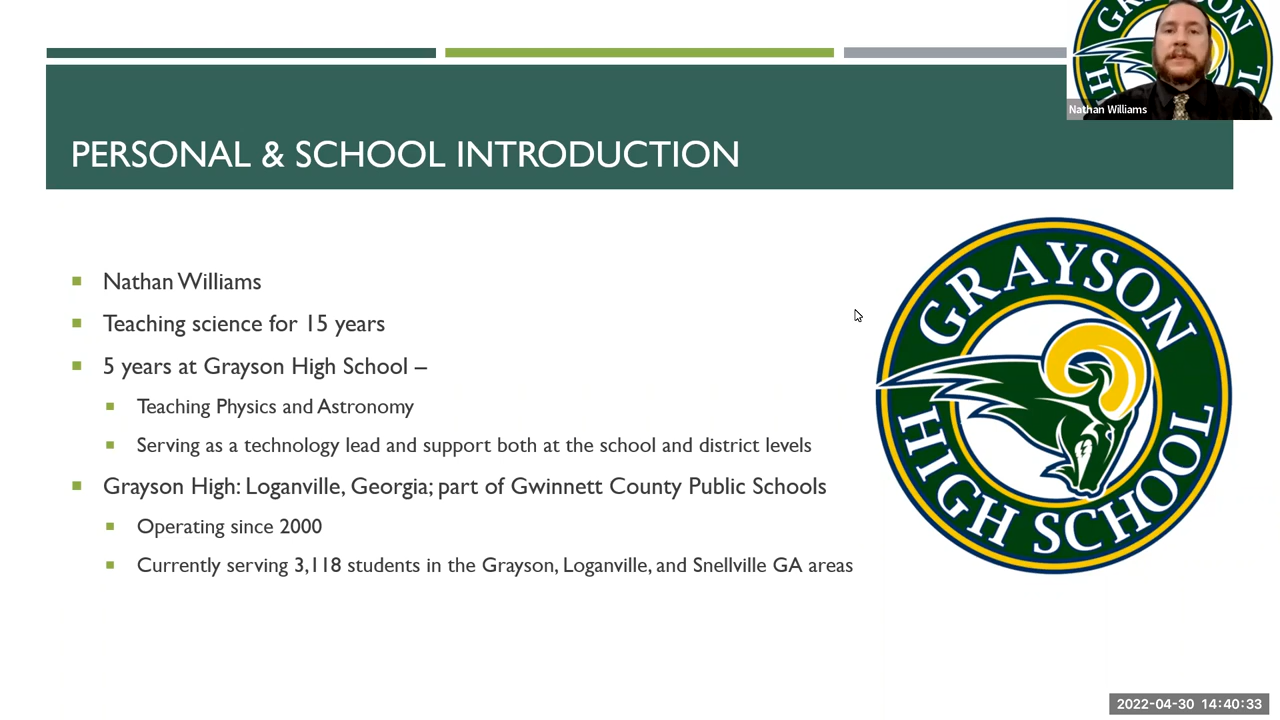 PERSONAL & SCHOOL INTRODUCTION
Nathan Williams
Nathan Williams
Teaching science for 15 years
5 years at Grayson High School –
Teaching Physics and Astronomy
Serving as a technology lead and support both at the school and district levels
Grayson High: Loganville, Georgia; part of Gwinnett County Public Schools
Operating since 2000
Currently serving 3,118 students in the Grayson, Loganville, and Snellville GA areas
GRAYSON
HIGH SCHOOL
2022-04-30 14:40:33